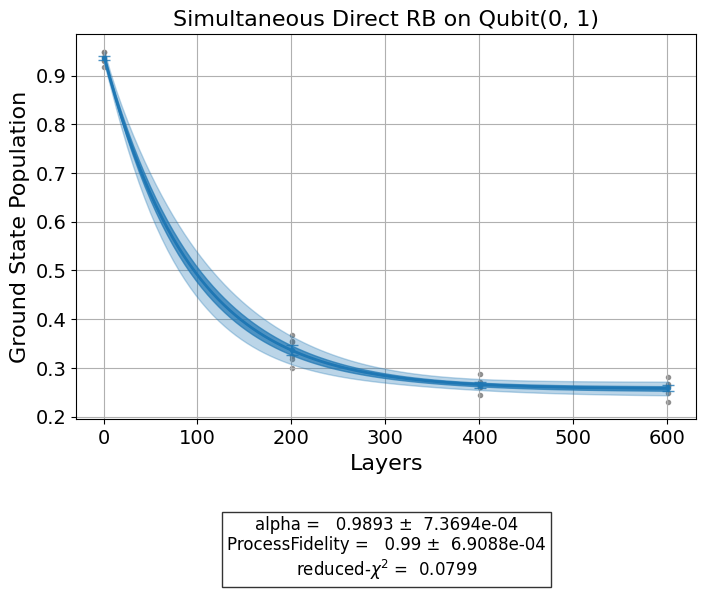 Simultaneous Direct RB on Qubit(0, 1)
Ground State Population
0.9
0.8
0.7
0.6
0.5
0.4
0.3
0.2
0 100 200 300 400 500 600
Layers
alpha = 0.9893 ± 7.3694e-04
ProcessFidelity = 0.99 ± 6.9088e-04
reduced-χ² = 0.0799